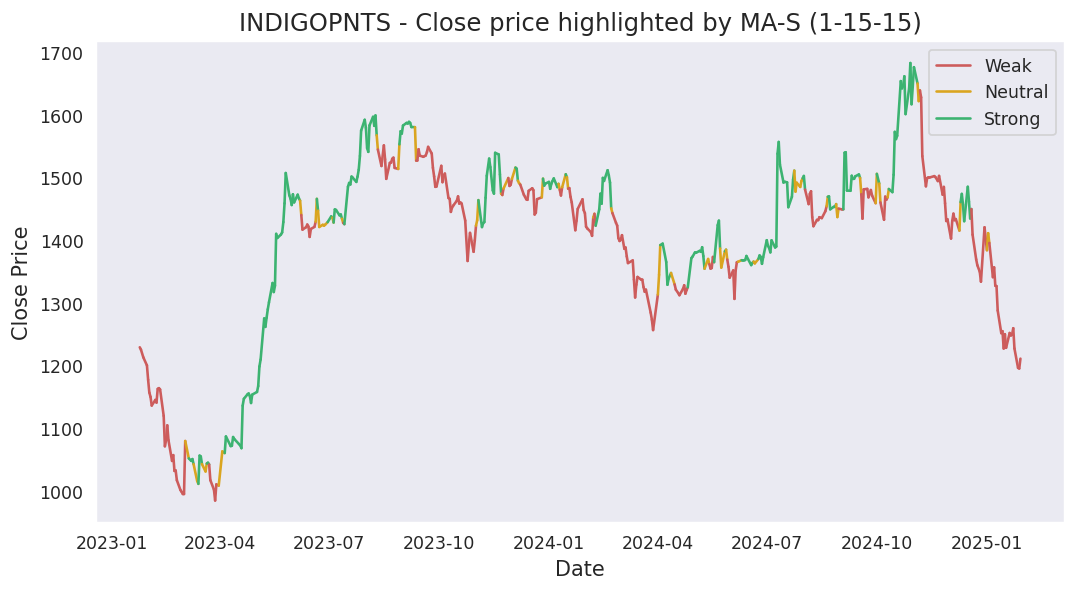 INDIGOPNTS - Close price highlighted by MA-S (1-15-15)
Weak
Neutral
Strong
Close Price
1700
1600
1500
1400
1300
1200
1100
1000
2023-01 2023-04 2023-07 2023-10 2024-01 2024-04 2024-07 2024-10 2025-01
Date